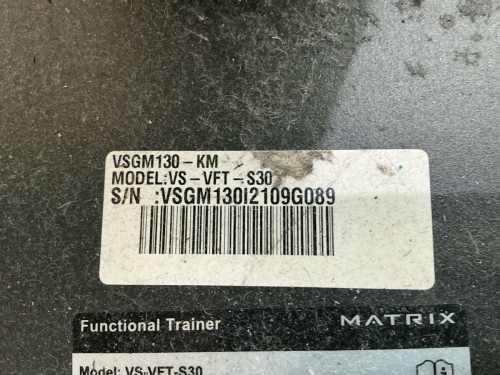 VSGM130-KM
MODEL:VS-VFT-S30
S/N :VSGM130I2109G089
Functional Trainer MATRIX
Model: VS-VFT-S30